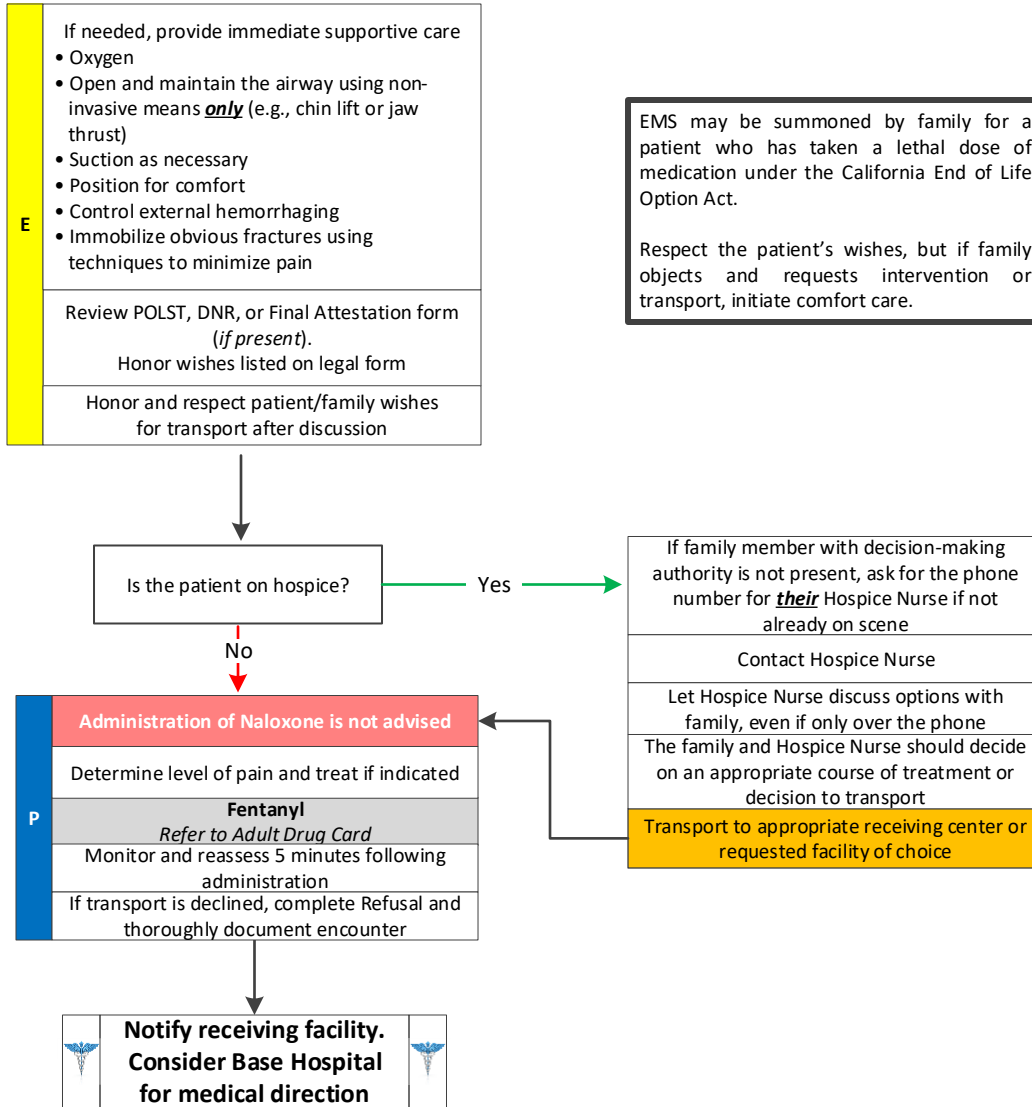 If needed, provide immediate supportive care
• Oxygen
• Open and maintain the airway using non-
invasive means only (e.g., chin lift or jaw
thrust)
• Suction as necessary
• Position for comfort
• Control external hemorrhaging
• Immobilize obvious fractures using
techniques to minimize pain
E
Review POLST, DNR, or Final Attestation form
(if present).
Honor wishes listed on legal form
Honor and respect patient/family wishes
for transport after discussion
EMS may be summoned by family for a
patient who has taken a lethal dose of
medication under the California End of Life
Option Act.
Respect the patient's wishes, but if family
objects and requests intervention or
transport, initiate comfort care.
Is the patient on hospice?
Yes
No
If family member with decision-making
authority is not present, ask for the phone
number for their Hospice Nurse if not
already on scene
Contact Hospice Nurse
Let Hospice Nurse discuss options with
family, even if only over the phone
The family and Hospice Nurse should decide
on an appropriate course of treatment or
decision to transport
Transport to appropriate receiving center or
requested facility of choice
P
Administration of Naloxone is not advised
Determine level of pain and treat if indicated
Fentanyl
Refer to Adult Drug Card
Monitor and reassess 5 minutes following
administration
If transport is declined, complete Refusal and
thoroughly document encounter
Notify receiving facility.
Consider Base Hospital
for medical direction